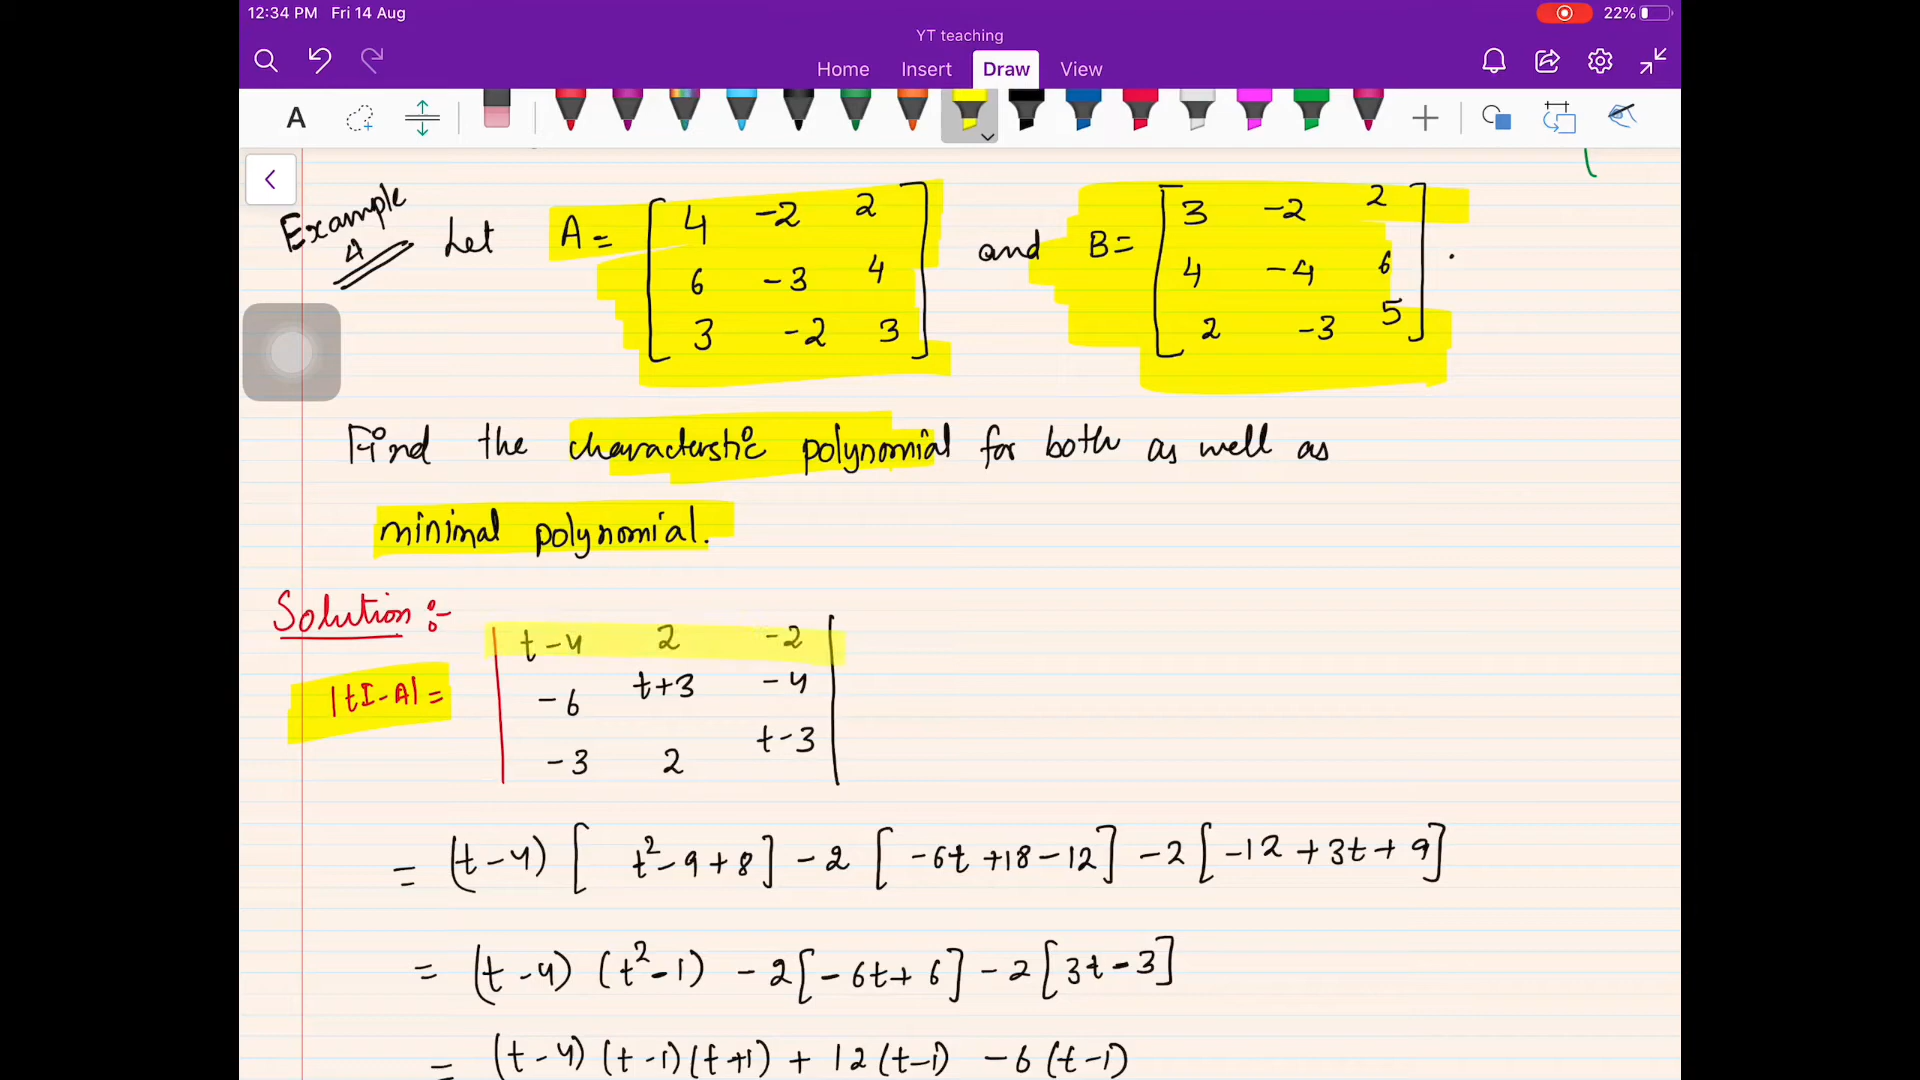 12:34 PM Fri 14 Aug
22%
YT teaching
Home Insert Draw View
A
Example 4 Let A = [ 4 -2 2 and B = [ 3 -2 2
6 -3 4 4 -4 6 .
3 -2 3 ] 2 -3 5 ]
Find the characterstic polynomial for both as well as
minimal polynomial.
Solution :-
|tI-A| = | t-4 2 -2
-6 t+3 -4
-3 2 t-3 |
= (t-4) [ t²-9+8] -2 [ -6t +18-12] -2 [-12 +3t+ 9]
= (t-4) (t²-1) - 2[-6t+6] -2[3t-3]
= (t-4) (t-1)(t+1) + 12(t-1) -6 (t-1)